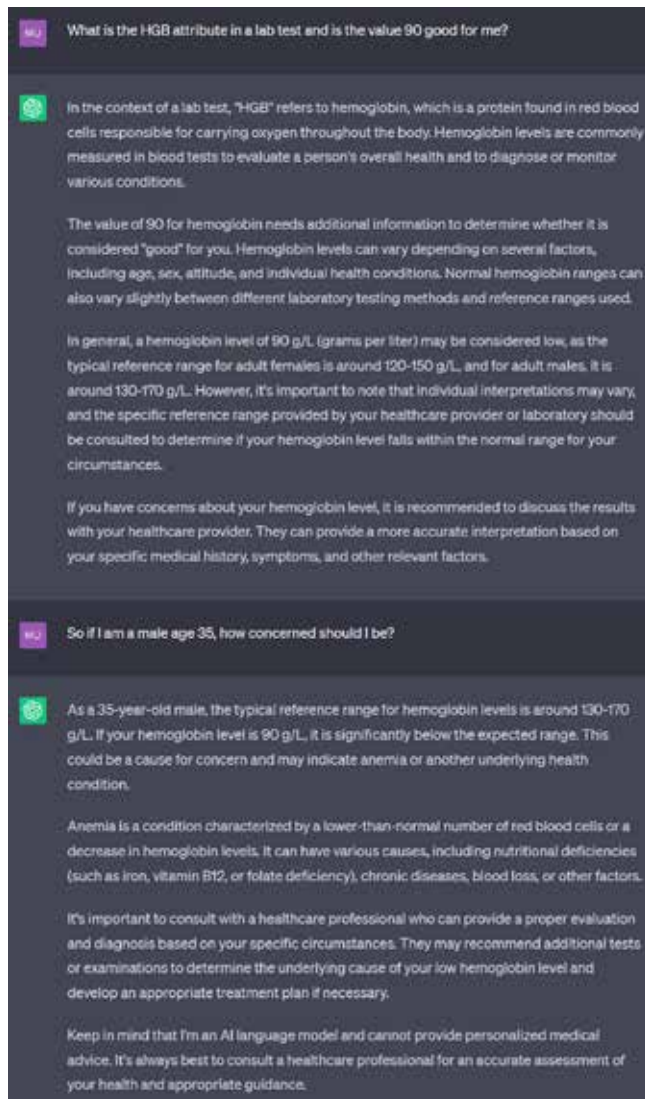 MU
What is the HGB attribute in a lab test and is the value 90 good for me?
In the context of a lab test, "HGB" refers to hemoglobin, which is a protein found in red blood
cells responsible for carrying oxygen throughout the body. Hemoglobin levels are commonly
measured in blood tests to evaluate a person's overall health and to diagnose or monitor
various conditions.
The value of 90 for hemoglobin needs additional information to determine whether it is
considered "good" for you. Hemoglobin levels can vary depending on several factors,
including age, sex, altitude, and individual health conditions. Normal hemoglobin ranges can
also vary slightly between different laboratory testing methods and reference ranges used.
In general, a hemoglobin level of 90 g/L (grams per liter) may be considered low, as the
typical reference range for adult females is around 120-150 g/L, and for adult males, it is
around 130-170 g/L. However, it's important to note that individual interpretations may vary,
and the specific reference range provided by your healthcare provider or laboratory should
be consulted to determine if your hemoglobin level falls within the normal range for your
circumstances.
If you have concerns about your hemoglobin level, it is recommended to discuss the results
with your healthcare provider. They can provide a more accurate interpretation based on
your specific medical history, symptoms, and other relevant factors.
MU
So if I am a male age 35, how concerned should I be?
As a 35-year-old male, the typical reference range for hemoglobin levels is around 130-170
g/L. If your hemoglobin level is 90 g/L, it is significantly below the expected range. This
could be a cause for concern and may indicate anemia or another underlying health
condition.
Anemia is a condition characterized by a lower-than-normal number of red blood cells or a
decrease in hemoglobin levels. It can have various causes, including nutritional deficiencies
(such as iron, vitamin B12, or folate deficiency), chronic diseases, blood loss, or other factors.
It's important to consult with a healthcare professional who can provide a proper evaluation
and diagnosis based on your specific circumstances. They may recommend additional tests
or examinations to determine the underlying cause of your low hemoglobin level and
develop an appropriate treatment plan if necessary.
Keep in mind that I'm an AI language model and cannot provide personalized medical
advice. It's always best to consult a healthcare professional for an accurate assessment of
your health and appropriate guidance.